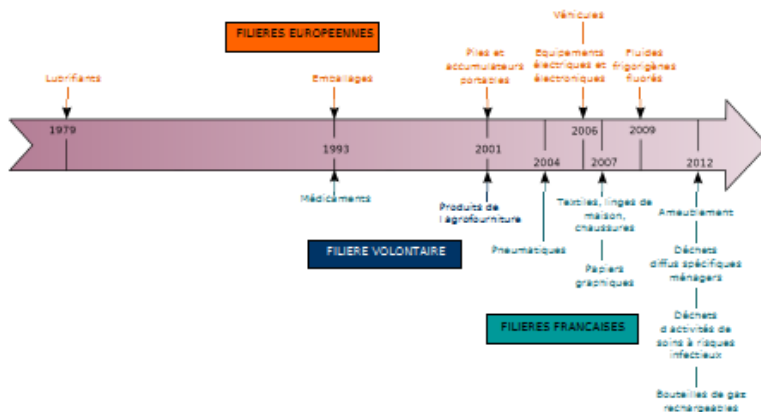 FILIERES EUROPEENNES
Véhicules
Piles et
accumulateurs
portables
Equipements
électriques et
électroniques
Fluides
frigorigènes
fluorés
Lubrifiants
Emballages
1979
1993
2001
2004
2006
2007
2009
2012
Médicaments
Produits de
l'agrofourniture
Pneumatiques
Textiles, linges de
maison,
chaussures
Papiers
graphiques
Ameublement
Déchets
diffus spécifiques
ménagers
Déchets
d'activités de
soins à risques
infectieux
Bouteilles de gaz
rechargeables
FILIERE VOLONTAIRE
FILIERES FRANCAISES